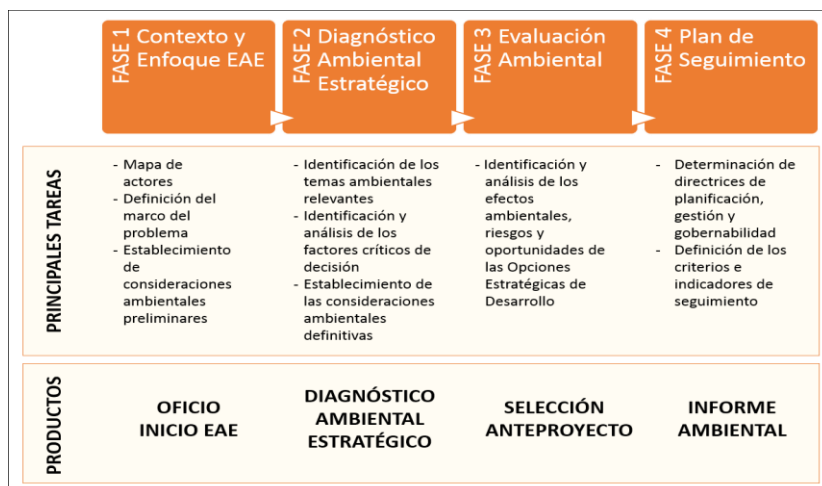 FASE 1
Contexto y
Enfoque EAE
FASE 2
Diagnóstico
Ambiental
Estratégico
FASE 3
Evaluación
Ambiental
FASE 4
Plan de
Seguimiento
PRINCIPALES TAREAS
- Mapa de
actores
- Definición del
marco del
problema
- Establecimiento
de
consideraciones
ambientales
preliminares
- Identificación de los
temas ambientales
relevantes
- Identificación y
análisis de los
factores críticos de
decisión
- Establecimiento de
las consideraciones
ambientales
definitivas
- Identificación y
análisis de los
efectos
ambientales,
riesgos y
oportunidades de
las Opciones
Estratégicas de
Desarrollo
- Determinación de
directrices de
planificación,
gestión y
gobernabilidad
- Definición de los
criterios e
indicadores de
seguimiento
PRODUCTOS
OFICIO
INICIO EAE
DIAGNÓSTICO
AMBIENTAL
ESTRATÉGICO
SELECCIÓN
ANTEPROYECTO
INFORME
AMBIENTAL